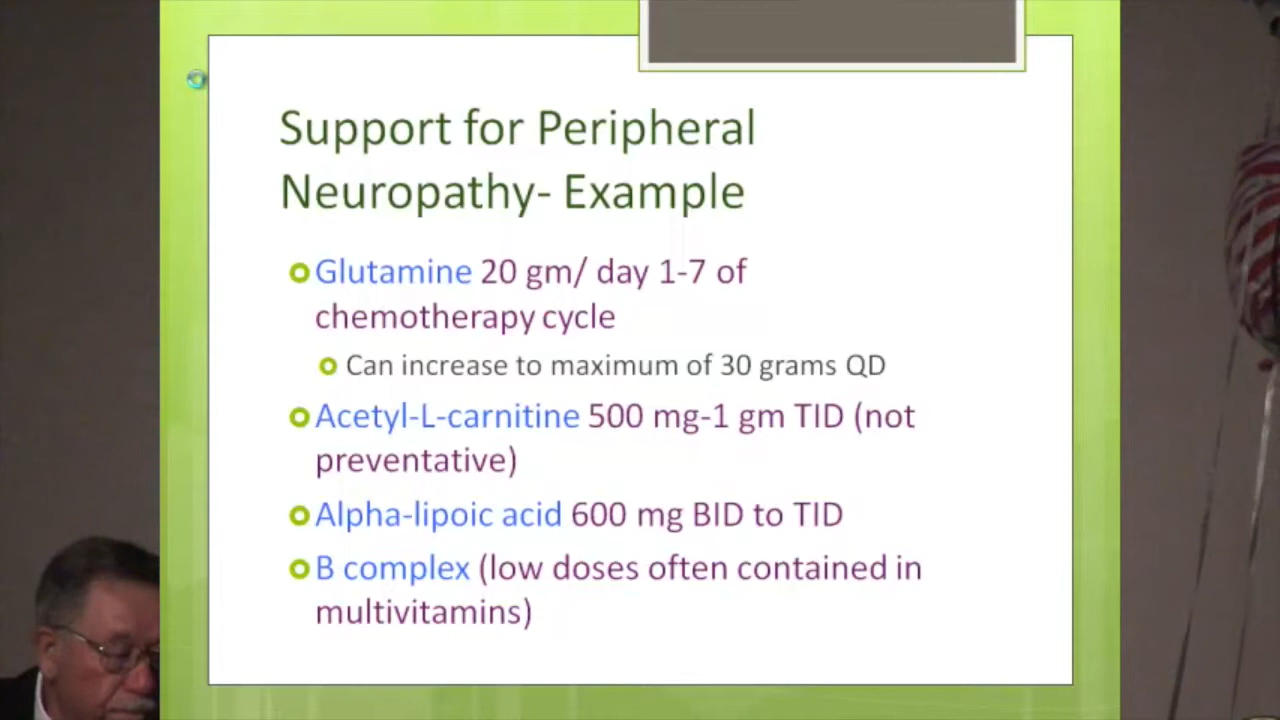 Support for Peripheral
Neuropathy- Example
Glutamine 20 gm/ day 1-7 of
chemotherapy cycle
Can increase to maximum of 30 grams QD
Acetyl-L-carnitine 500 mg-1 gm TID (not
preventative)
Alpha-lipoic acid 600 mg BID to TID
B complex (low doses often contained in
multivitamins)